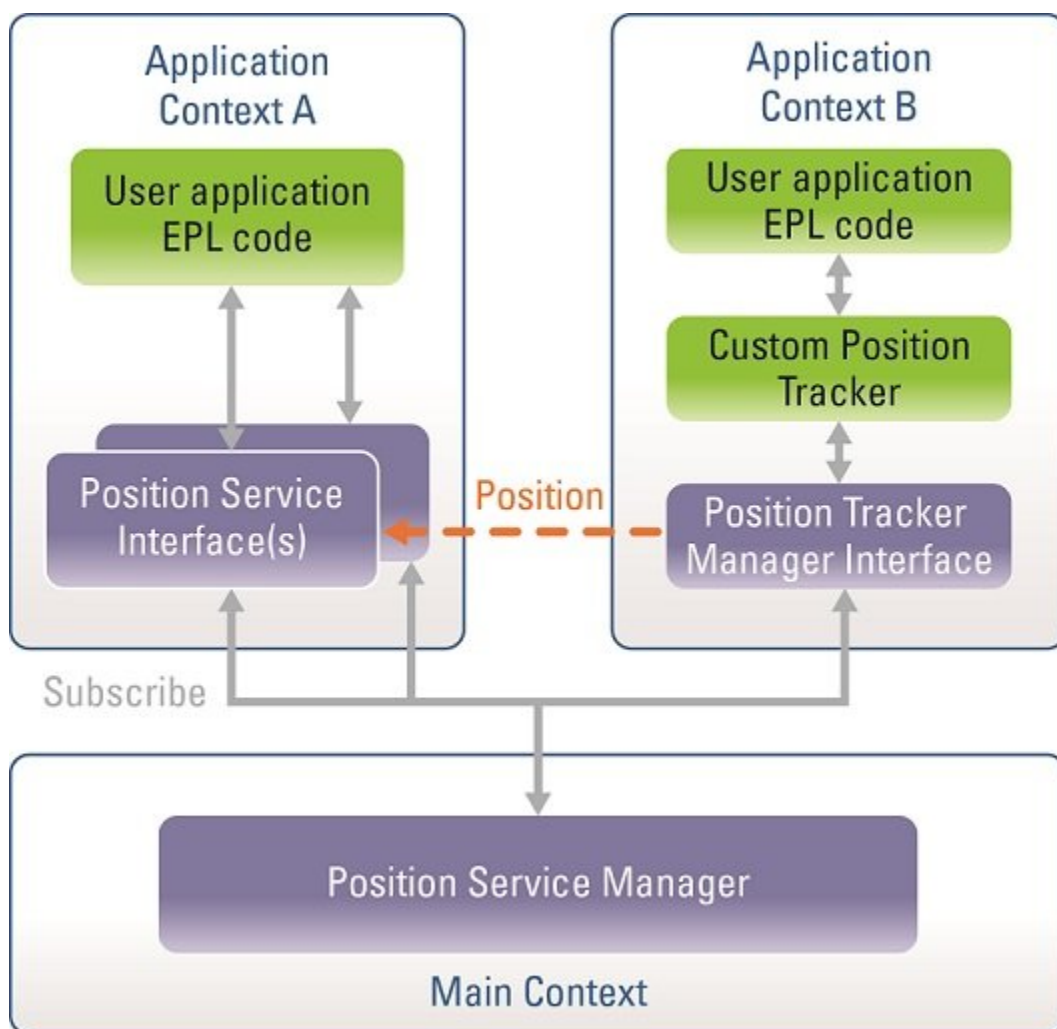 Application
Context A
User application
EPL code
Position Service
Interface(s)
Application
Context B
User application
EPL code
Custom Position
Tracker
Position Tracker
Manager Interface
Position
Subscribe
Position Service Manager
Main Context